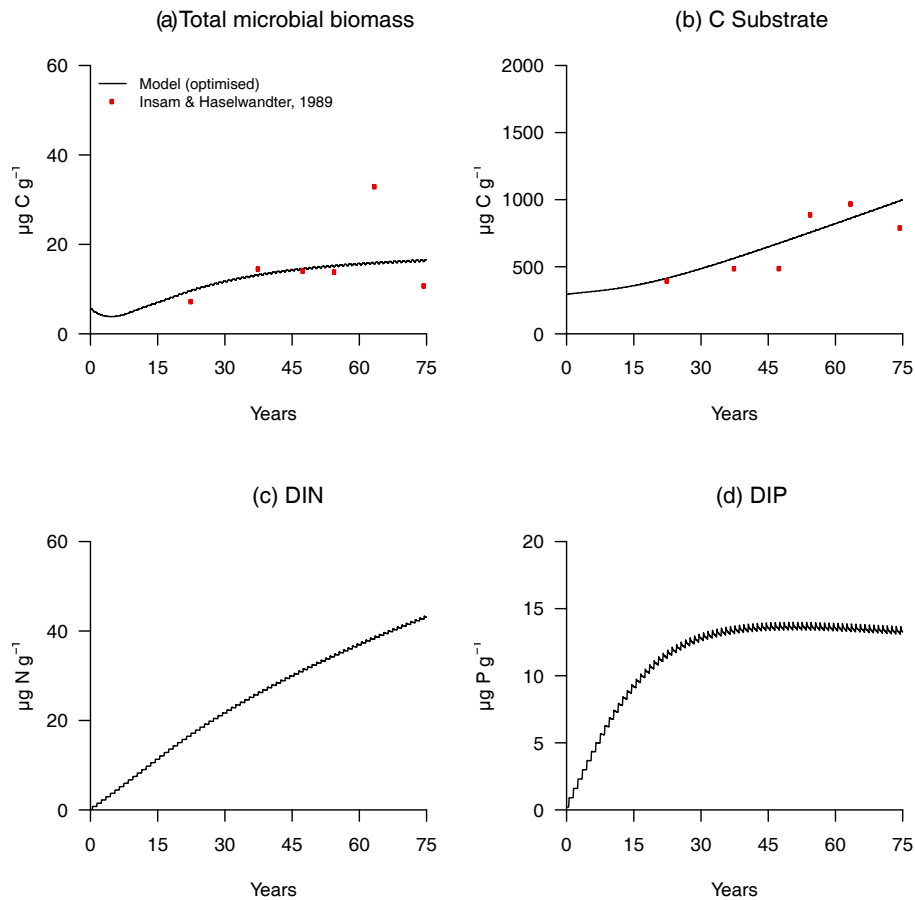 (a) Total microbial biomass
60
40
20
0
µg C g⁻¹
Model (optimised)
Insam & Haselwandter, 1989
0 15 30 45 60 75
Years
(b) C Substrate
2000
1500
1000
500
0
µg C g⁻¹
0 15 30 45 60 75
Years
(c) DIN
60
40
20
0
µg N g⁻¹
0 15 30 45 60 75
Years
(d) DIP
20
15
10
5
0
µg P g⁻¹
0 15 30 45 60 75
Years